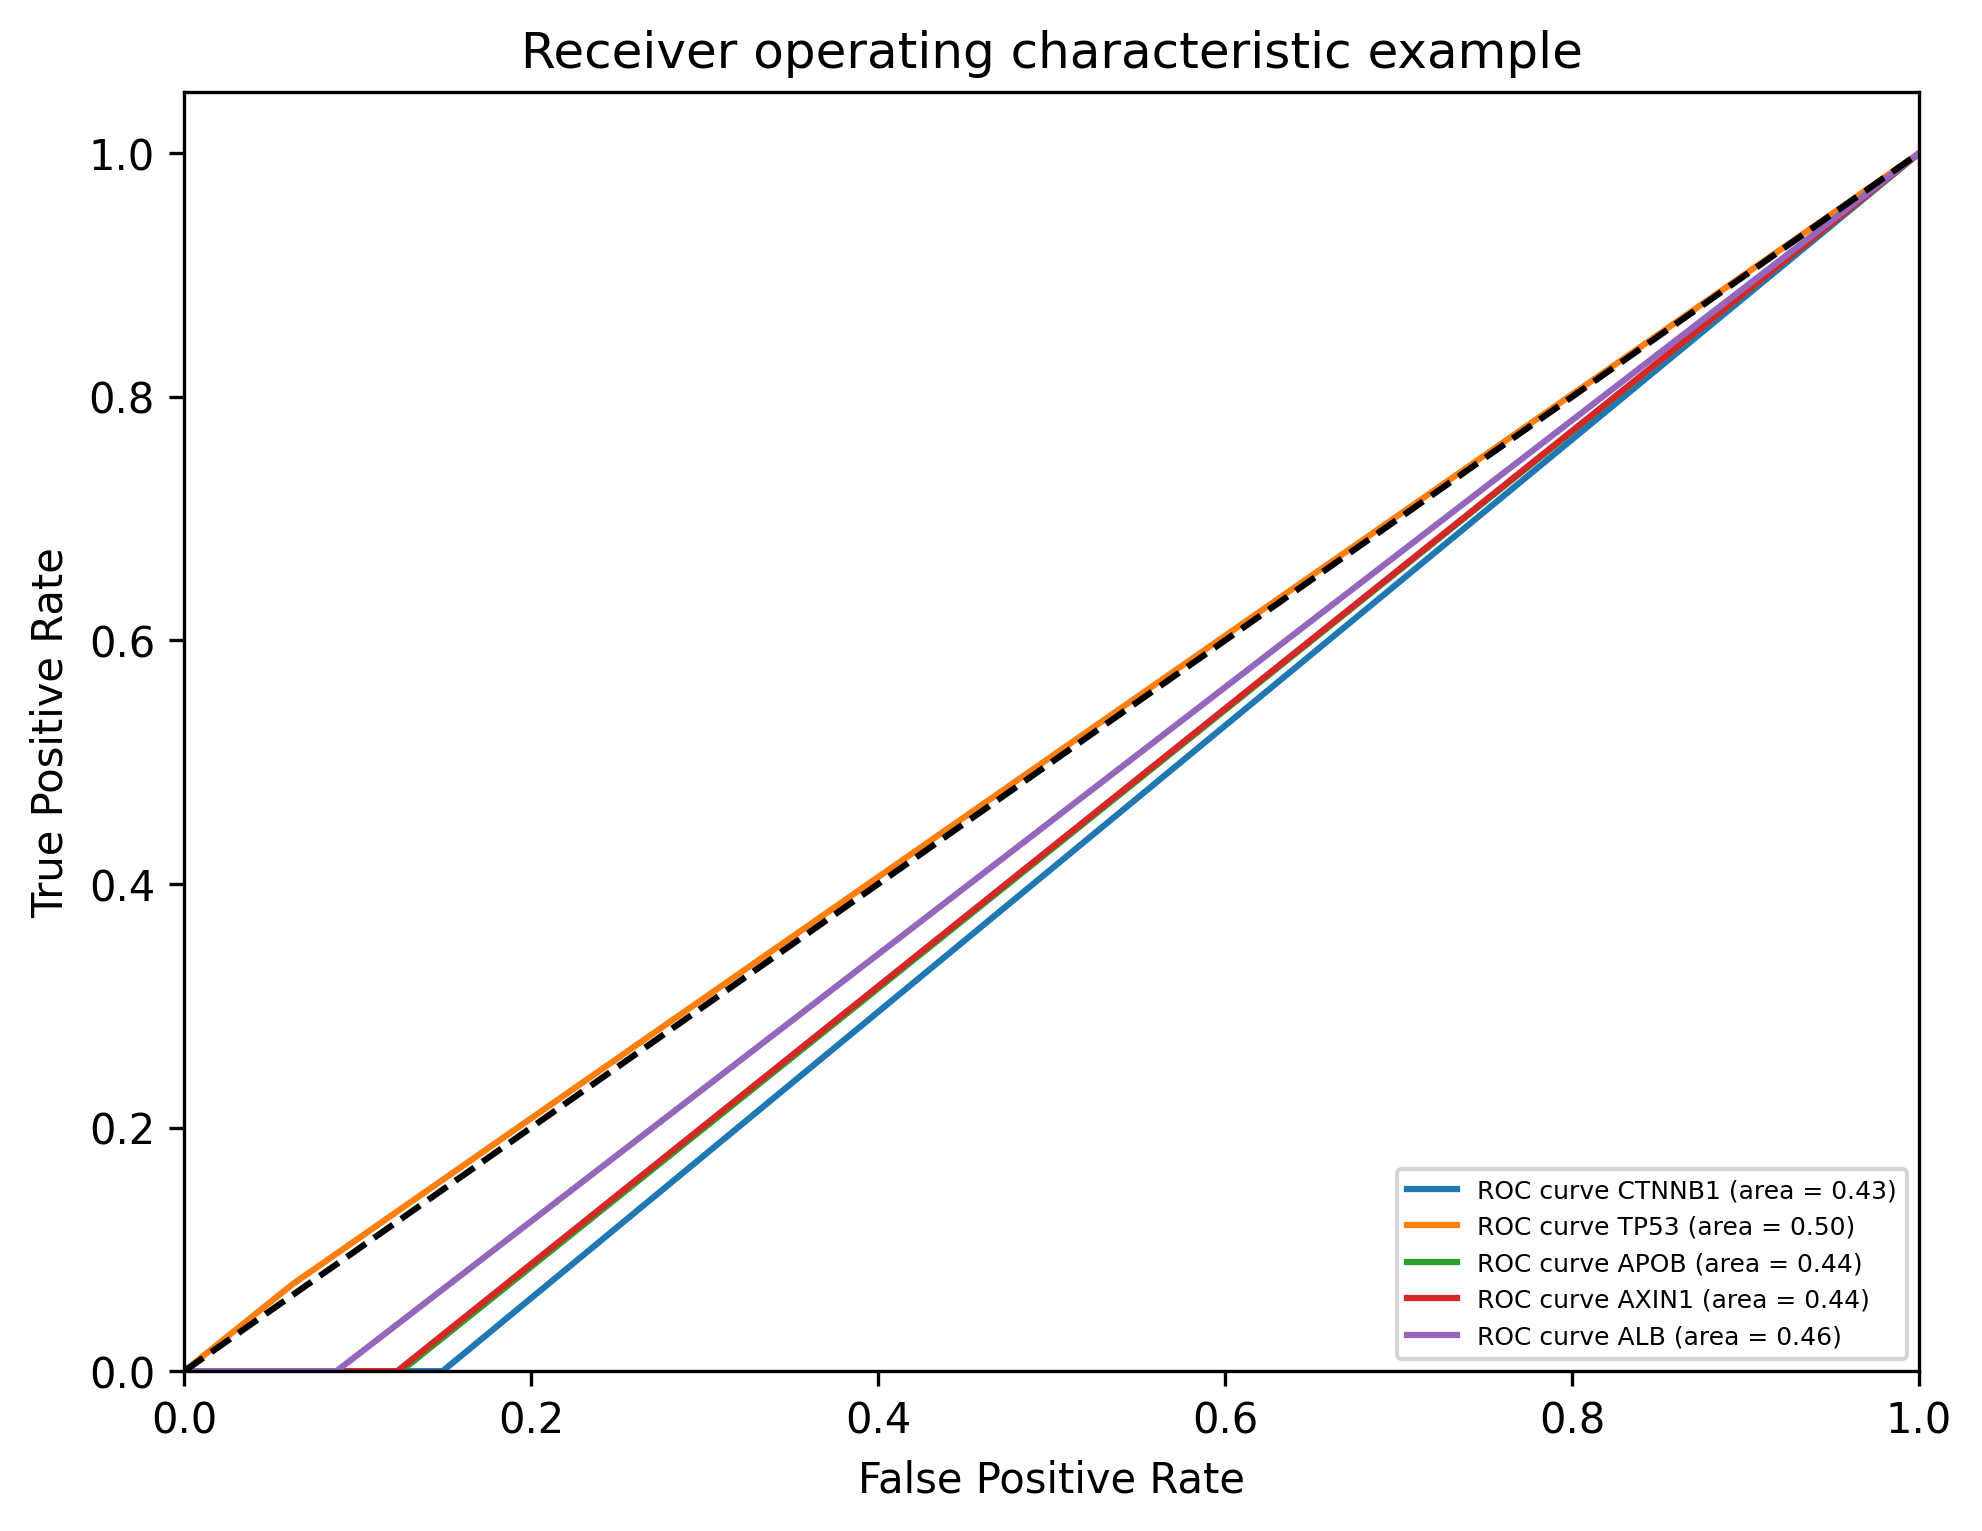 Receiver operating characteristic example
1.0
0.8
0.6
0.4
0.2
0.0
True Positive Rate
ROC curve CTNNB1 (area = 0.43)
ROC curve TP53 (area = 0.50)
ROC curve APOB (area = 0.44)
ROC curve AXIN1 (area = 0.44)
ROC curve ALB (area = 0.46)
0.0 0.2 0.4 0.6 0.8 1.0
False Positive Rate